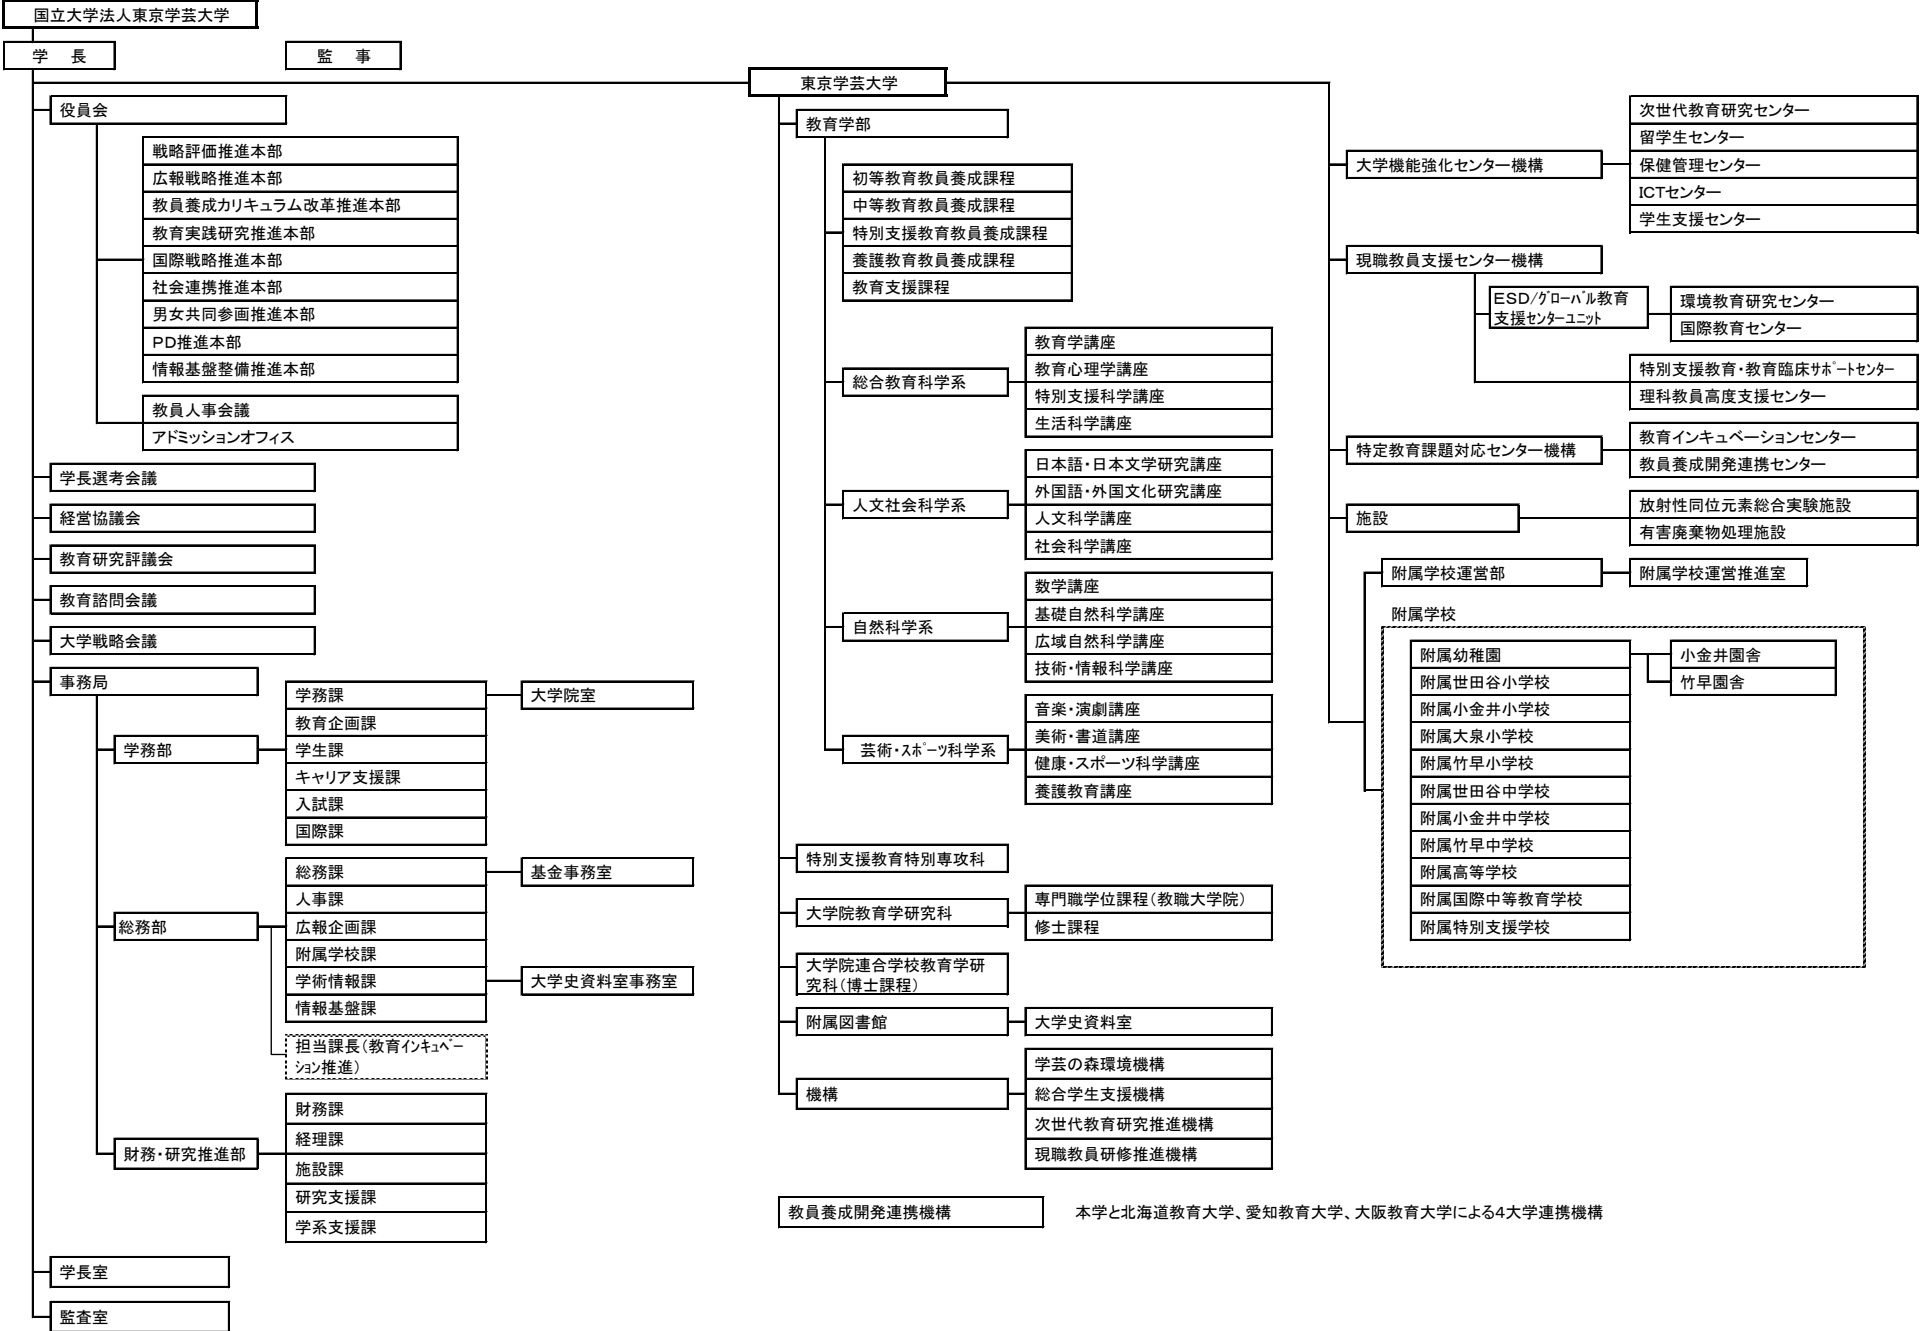 国立大学法人東京学芸大学
学 長
監 事
役員会
戦略評価推進本部
広報戦略推進本部
教員養成カリキュラム改革推進本部
教育実践研究推進本部
国際戦略推進本部
社会連携推進本部
男女共同参画推進本部
PD推進本部
情報基盤整備推進本部
教員人事会議
アドミッションオフィス
学長選考会議
経営協議会
教育研究評議会
教育諮問会議
大学戦略会議
事務局
学務部
学務課
大学院室
教育企画課
学生課
キャリア支援課
入試課
国際課
総務部
総務課
基金事務室
人事課
広報企画課
附属学校課
学術情報課
大学史資料室事務室
情報基盤課
担当課長(教育インキュベー
ション推進)
財務・研究推進部
財務課
経理課
施設課
研究支援課
学系支援課
学長室
監査室
東京学芸大学
教育学部
初等教育教員養成課程
中等教育教員養成課程
特別支援教育教員養成課程
養護教育教員養成課程
教育支援課程
総合教育科学系
教育学講座
教育心理学講座
特別支援科学講座
生活科学講座
人文社会科学系
日本語・日本文学研究講座
外国語・外国文化研究講座
人文科学講座
社会科学講座
自然科学系
数学講座
基礎自然科学講座
広域自然科学講座
技術・情報科学講座
芸術・スポーツ科学系
音楽・演劇講座
美術・書道講座
健康・スポーツ科学講座
養護教育講座
特別支援教育特別専攻科
大学院教育学研究科
専門職学位課程(教職大学院)
修士課程
大学院連合学校教育学研
究科(博士課程)
附属図書館
大学史資料室
機構
学芸の森環境機構
総合学生支援機構
次世代教育研究推進機構
現職教員研修推進機構
教員養成開発連携機構
本学と北海道教育大学、愛知教育大学、大阪教育大学による4大学連携機構
大学機能強化センター機構
次世代教育研究センター
留学生センター
保健管理センター
ICTセンター
学生支援センター
現職教員支援センター機構
ESD/グローバル教育
支援センターユニット
環境教育研究センター
国際教育センター
特別支援教育・教育臨床サポートセンター
理科教員高度支援センター
特定教育課題対応センター機構
教育インキュベーションセンター
教員養成開発連携センター
施設
放射性同位元素総合実験施設
有害廃棄物処理施設
附属学校運営部
附属学校運営推進室
附属学校
附属幼稚園
小金井園舎
竹早園舎
附属世田谷小学校
附属小金井小学校
附属大泉小学校
附属竹早小学校
附属世田谷中学校
附属小金井中学校
附属竹早中学校
附属高等学校
附属国際中等教育学校
附属特別支援学校